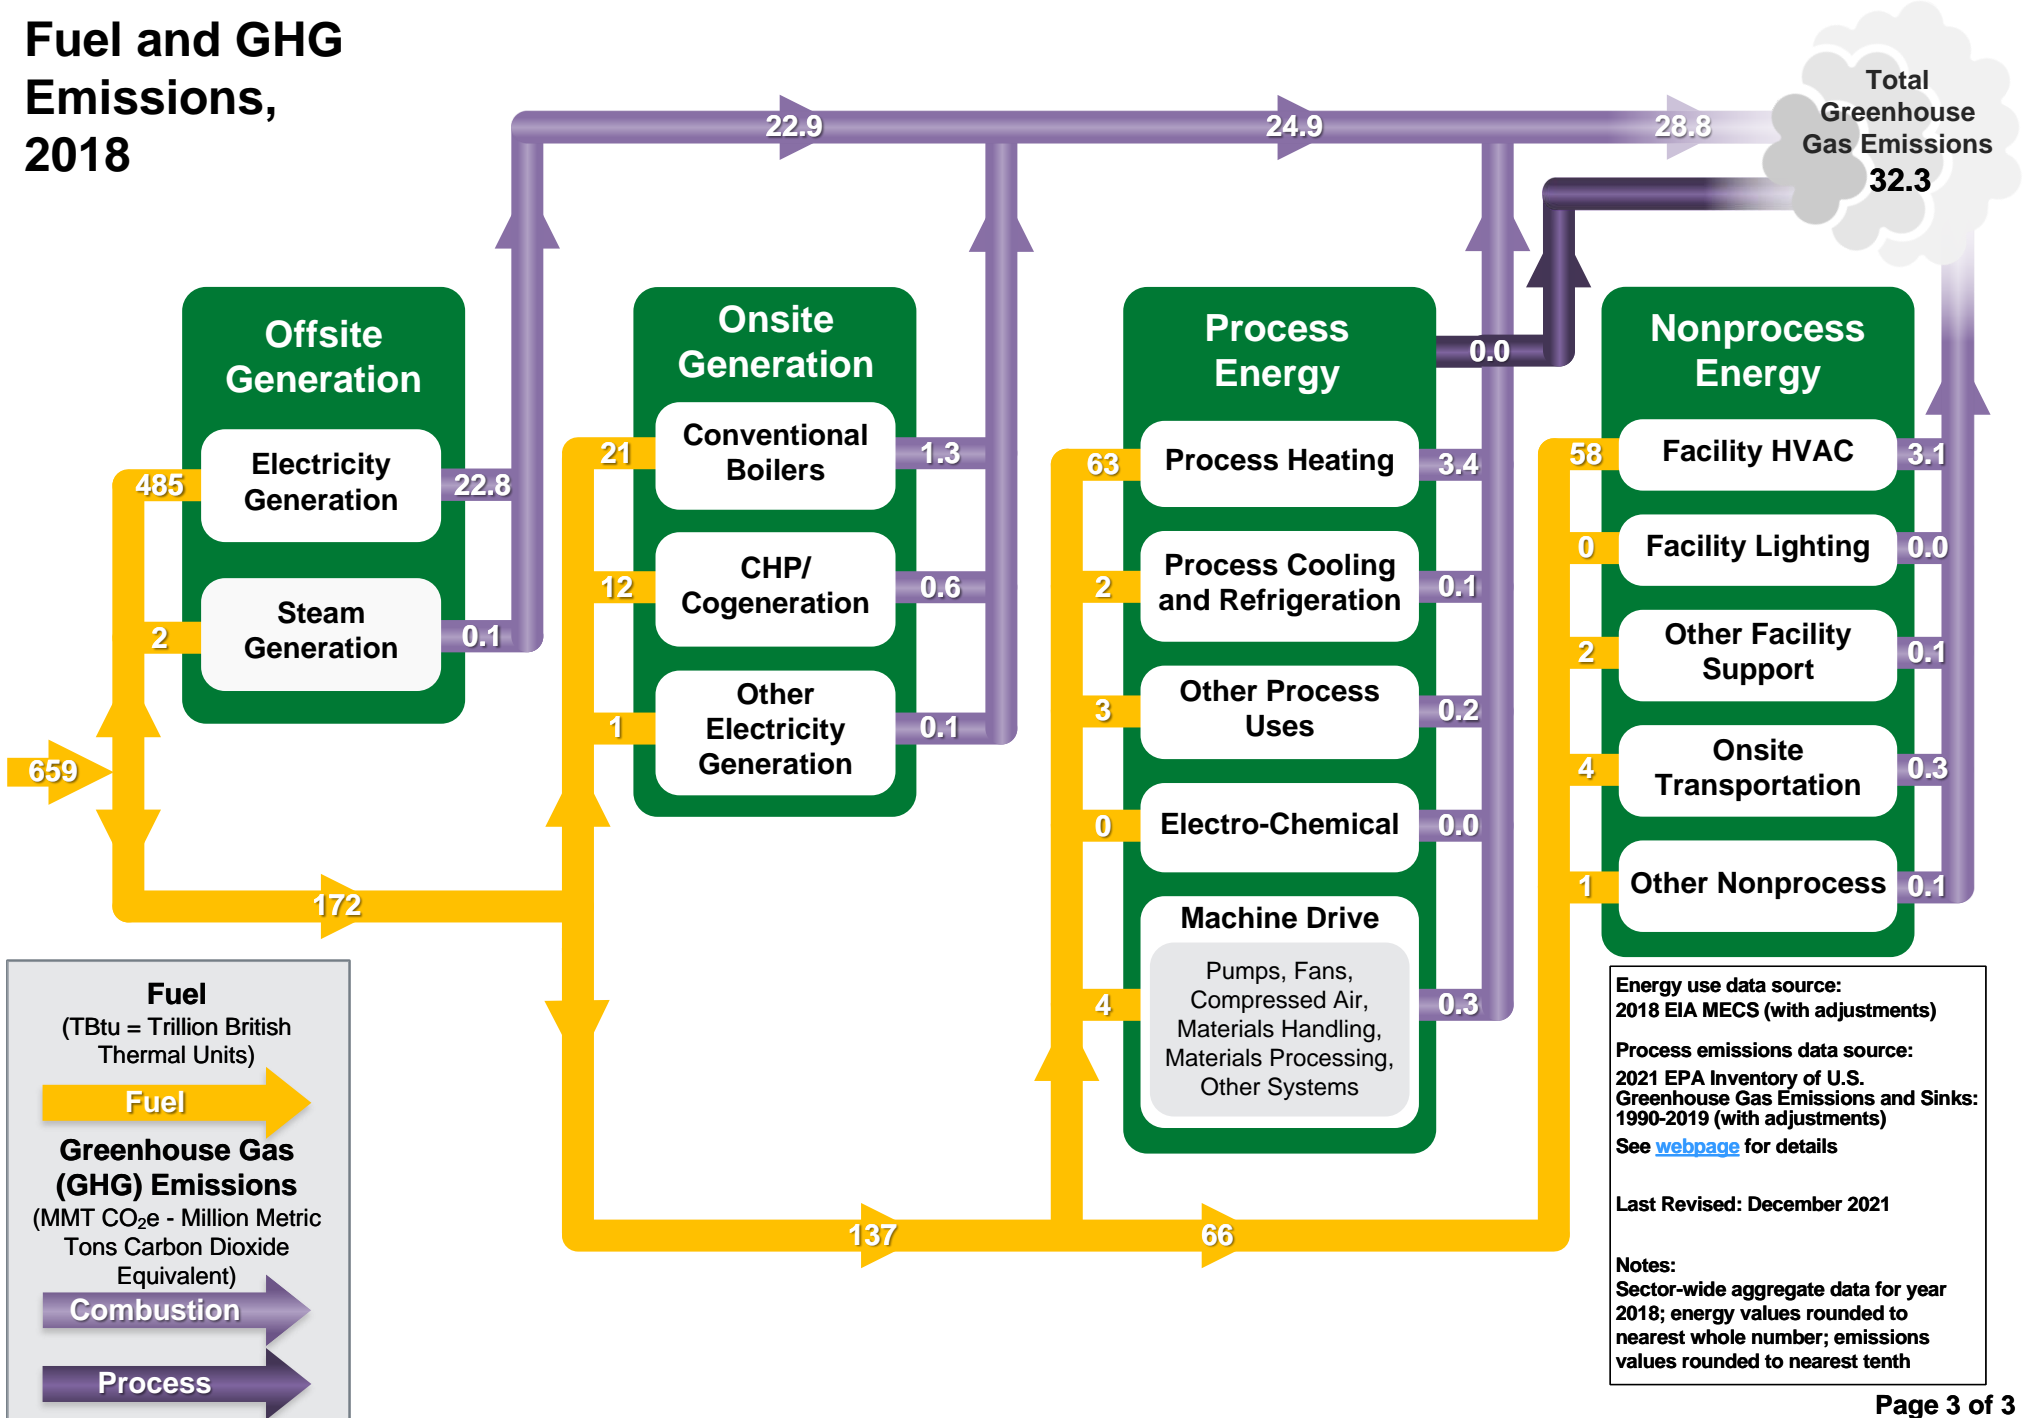 Fuel and GHG
Emissions,
2018
22.9
24.9
28.8
Total
Greenhouse
Gas Emissions
32.3
Offsite
Generation
485
Electricity
Generation
22.8
2
Steam
Generation
0.1
659
172
Onsite
Generation
21
Conventional
Boilers
1.3
12
CHP/
Cogeneration
0.6
1
Other
Electricity
Generation
0.1
137
66
Process
Energy
0.0
63
Process Heating
3.4
2
Process Cooling
and Refrigeration
0.1
3
Other Process
Uses
0.2
0
Electro-Chemical
0.0
Machine Drive
4
Pumps, Fans,
Compressed Air,
Materials Handling,
Materials Processing,
Other Systems
0.3
Nonprocess
Energy
58
Facility HVAC
3.1
0
Facility Lighting
0.0
2
Other Facility
Support
0.1
4
Onsite
Transportation
0.3
1
Other Nonprocess
0.1
Fuel
(TBtu = Trillion British
Thermal Units)
Fuel
Greenhouse Gas
(GHG) Emissions
(MMT CO₂e - Million Metric
Tons Carbon Dioxide
Equivalent)
Combustion
Process
Energy use data source:
2018 EIA MECS (with adjustments)
Process emissions data source:
2021 EPA Inventory of U.S.
Greenhouse Gas Emissions and Sinks:
1990-2019 (with adjustments)
See webpage for details
Last Revised: December 2021
Notes:
Sector-wide aggregate data for year
2018; energy values rounded to
nearest whole number; emissions
values rounded to nearest tenth
Page 3 of 3